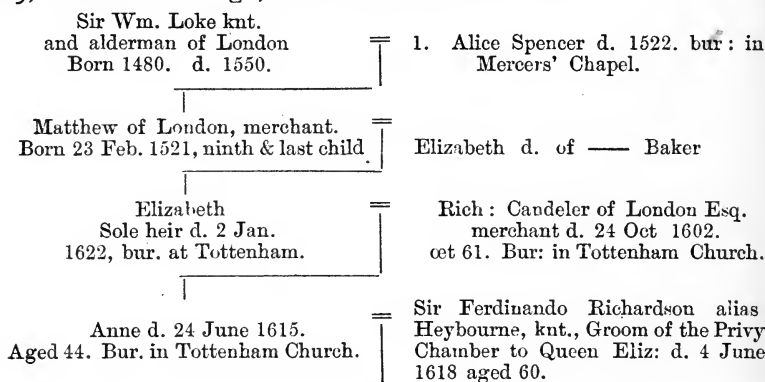 Sir Wm. Loke knt.
and alderman of London
Born 1480. d. 1550.
= 1. Alice Spencer d. 1522. bur: in
Mercers' Chapel.
Matthew of London, merchant.
Born 23 Feb. 1521, ninth & last child
= Elizabeth d. of —— Baker
Elizabeth
Sole heir d. 2 Jan.
1622, bur. at Tottenham.
= Rich: Candeler of London Esq.
merchant d. 24 Oct 1602.
œt 61. Bur: in Tottenham Church.
Anne d. 24 June 1615.
Aged 44. Bur. in Tottenham Church.
= Sir Ferdinando Richardson alias
Heybourne, knt., Groom of the Privy
Chamber to Queen Eliz: d. 4 June
1618 aged 60.